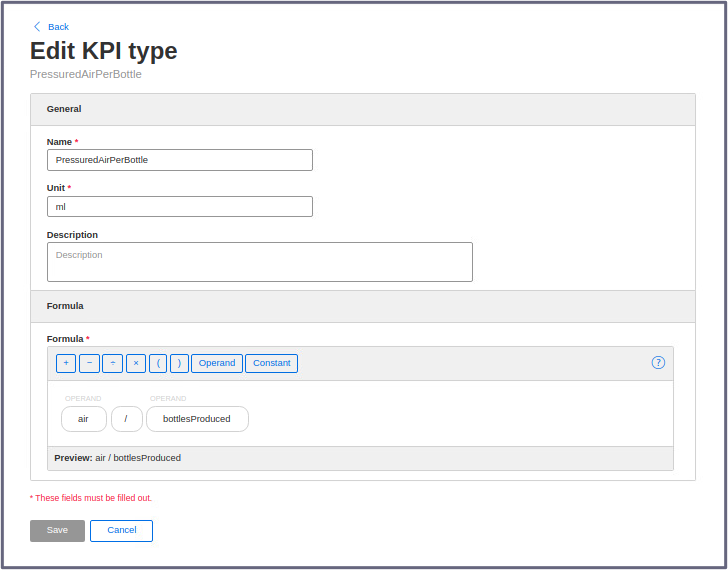 Back
Edit KPI type
PressuredAirPerBottle
General
Name *
PressuredAirPerBottle
Unit *
ml
Description
Description
Formula
Formula *
+ − ÷ × ( ) Operand Constant ?
OPERAND OPERAND
air / bottlesProduced
Preview: air / bottlesProduced
* These fields must be filled out.
Save Cancel